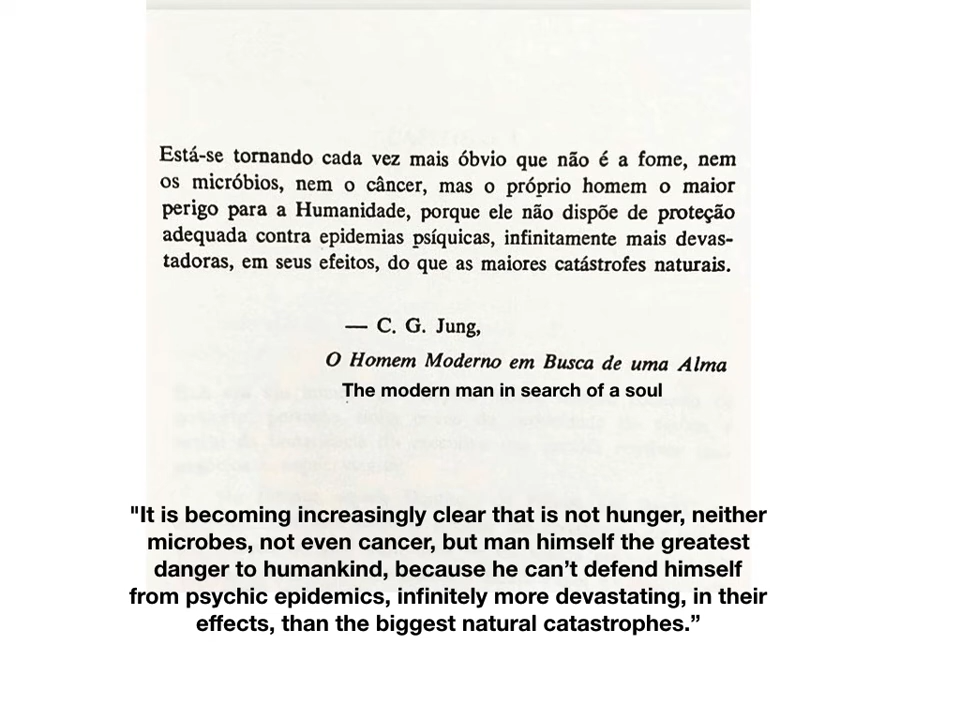 Está-se tornando cada vez mais óbvio que não é a fome, nem
os micróbios, nem o câncer, mas o próprio homem o maior
perigo para a Humanidade, porque ele não dispõe de proteção
adequada contra epidemias psíquicas, infinitamente mais devas-
tadoras, em seus efeitos, do que as maiores catástrofes naturais.
— C. G. Jung,
O Homem Moderno em Busca de uma Alma
The modern man in search of a soul
"It is becoming increasingly clear that is not hunger, neither
microbes, not even cancer, but man himself the greatest
danger to humankind, because he can’t defend himself
from psychic epidemics, infinitely more devastating, in their
effects, than the biggest natural catastrophes.”